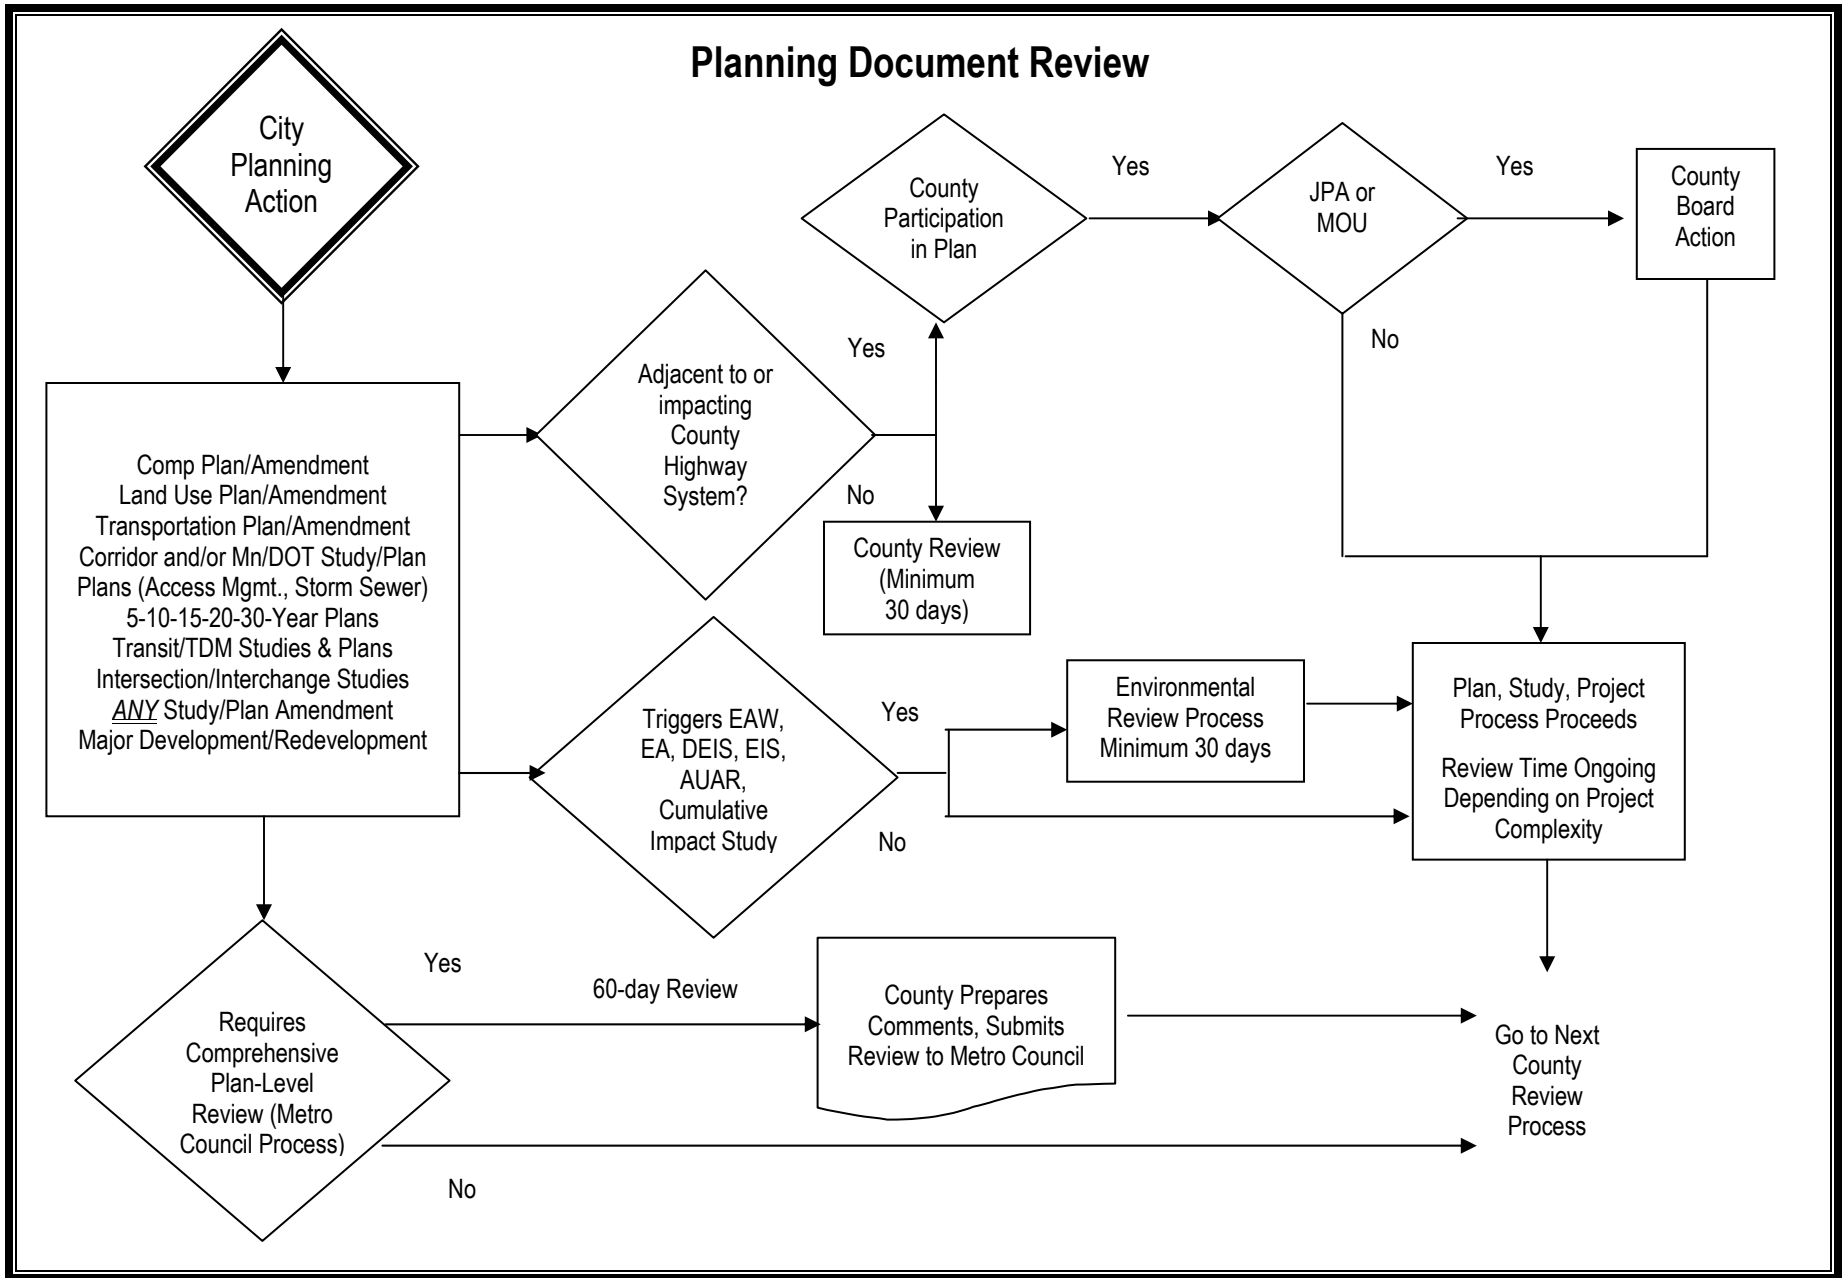 Planning Document Review
City
Planning
Action
Comp Plan/Amendment
Land Use Plan/Amendment
Transportation Plan/Amendment
Corridor and/or Mn/DOT Study/Plan
Plans (Access Mgmt., Storm Sewer)
5-10-15-20-30-Year Plans
Transit/TDM Studies & Plans
Intersection/Interchange Studies
ANY Study/Plan Amendment
Major Development/Redevelopment
Adjacent to or
impacting
County
Highway
System?
Yes
No
County Review
(Minimum
30 days)
County
Participation
in Plan
Yes
JPA or
MOU
Yes
No
County
Board
Action
Triggers EAW,
EA, DEIS, EIS,
AUAR,
Cumulative
Impact Study
Yes
No
Environmental
Review Process
Minimum 30 days
Plan, Study, Project
Process Proceeds
Review Time Ongoing
Depending on Project
Complexity
Requires
Comprehensive
Plan-Level
Review (Metro
Council Process)
Yes
No
60-day Review
County Prepares
Comments, Submits
Review to Metro Council
Go to Next
County
Review
Process